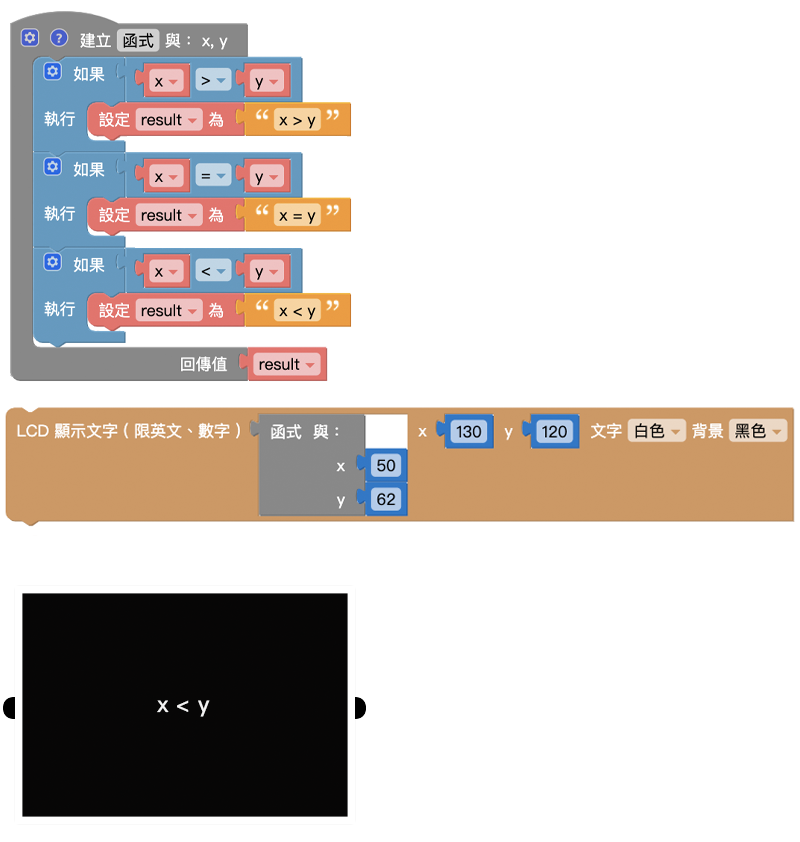 建立 函式 與： x, y
如果 x > y
執行 設定 result 為 “ x > y ”
如果 x = y
執行 設定 result 為 “ x = y ”
如果 x < y
執行 設定 result 為 “ x < y ”
回傳值 result
LCD 顯示文字 ( 限英文、數字 ) 函式 與： x 130 y 120 文字 白色 背景 黑色
x 50
y 62
x < y